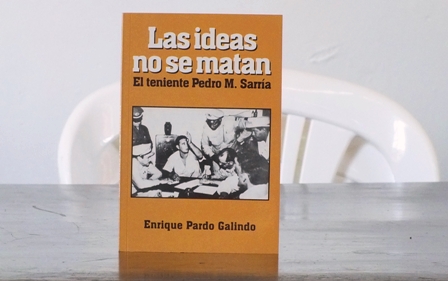 Las ideas
no se matan
El teniente Pedro M. Sarría
Enrique Pardo Galindo